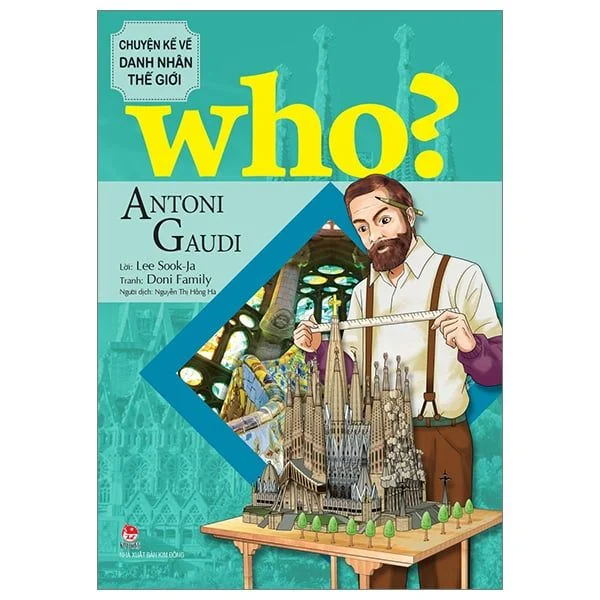 CHUYỆN KỂ VỀ
DANH NHÂN
THẾ GIỚI
who?
ANTONI
GAUDI
Lời: Lee Sook-Ja
Tranh: Doni Family
Người dịch: Nguyễn Thị Hồng Hà
NHÀ XUẤT BẢN KIM ĐỒNG